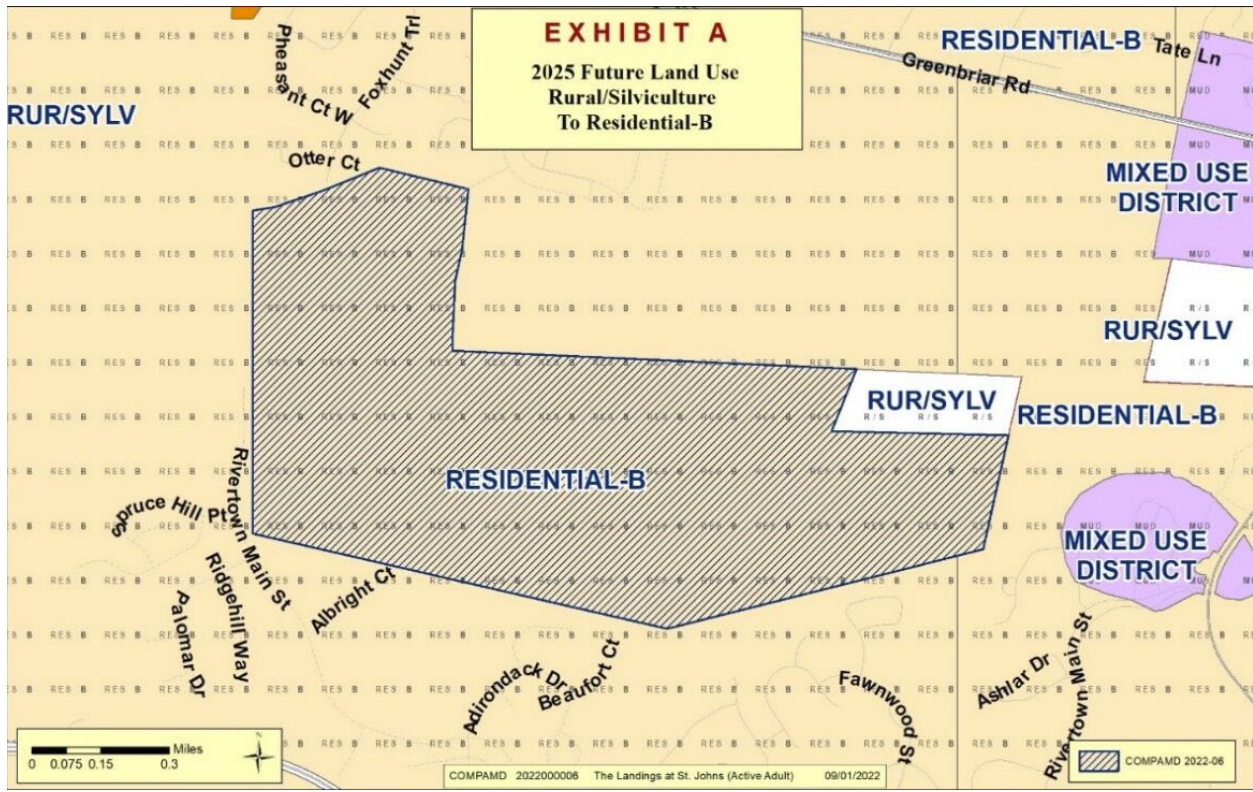 EXHIBIT A
2025 Future Land Use
Rural/Silviculture
To Residential-B
RESIDENTIAL-B
Tate Ln
Greenbriar Rd
Pheasant Ct W
Foxhunt Trl
RUR/SYLV
Otter Ct
MIXED USE
DISTRICT
RUR/SYLV
RUR/SYLV
R/S R/S R/S
RESIDENTIAL-B
RESIDENTIAL-B
Rivertown Main St
Spruce Hill Pt
Ridgehill Way
Palomar Dr
Albright Ct
MIXED USE
DISTRICT
Adirondack Dr
Beaufort Ct
Fawnwood St
Ashlar Dr
Rivertown Main St
Miles
0 0.075 0.15 0.3
N
COMPAMD 2022000006 The Landings at St. Johns (Active Adult) 09/01/2022
COMPAMD 2022-06